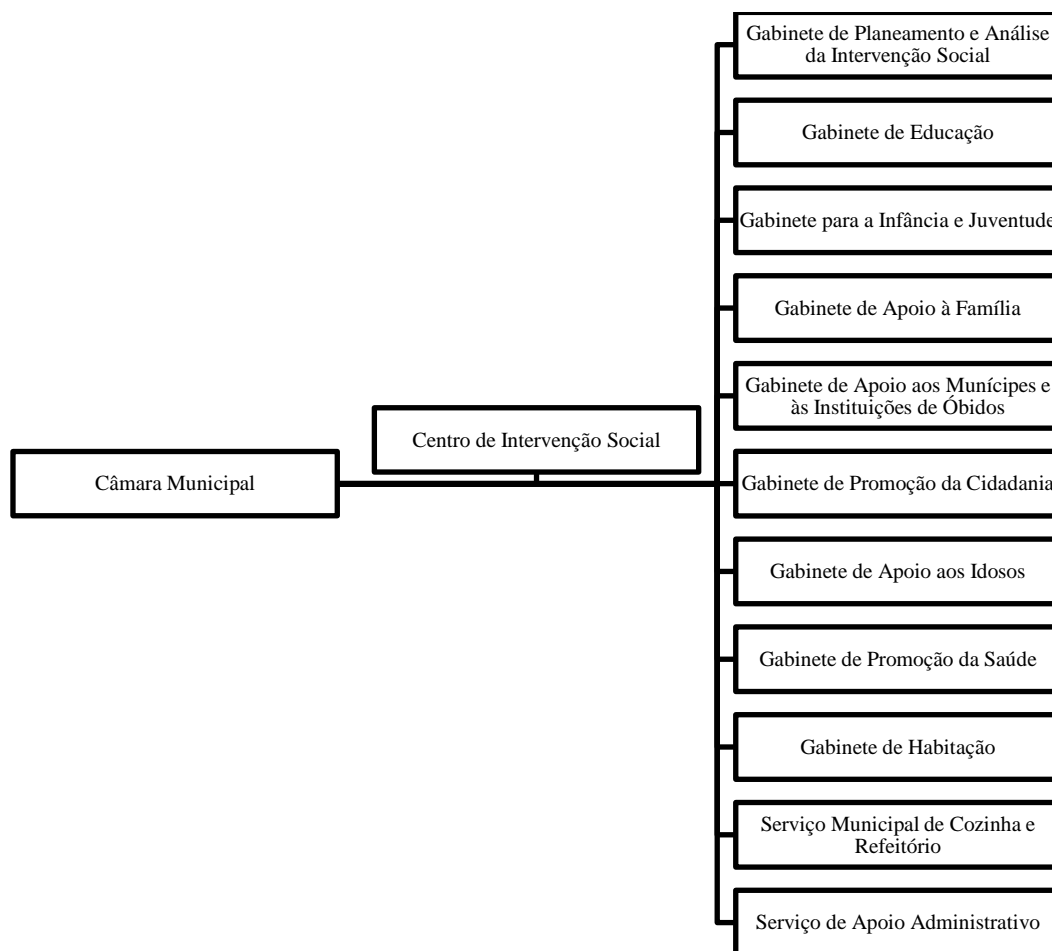 Câmara Municipal
Centro de Intervenção Social
Gabinete de Planeamento e Análise
da Intervenção Social
Gabinete de Educação
Gabinete para a Infância e Juventude
Gabinete de Apoio à Família
Gabinete de Apoio aos Munícipes e
às Instituições de Óbidos
Gabinete de Promoção da Cidadania
Gabinete de Apoio aos Idosos
Gabinete de Promoção da Saúde
Gabinete de Habitação
Serviço Municipal de Cozinha e
Refeitório
Serviço de Apoio Administrativo